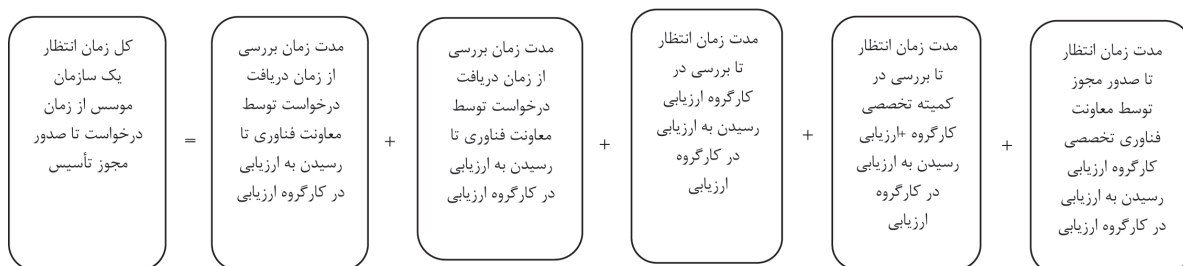 کل زمان انتظار
یک سازمان
موسس از زمان
درخواست تا صدور
مجوز تأسیس
=
مدت زمان بررسی
از زمان دریافت
درخواست توسط
معاونت فناوری تا
رسیدن به ارزیابی
در کارگروه ارزیابی
+
مدت زمان بررسی
از زمان دریافت
درخواست توسط
معاونت فناوری تا
رسیدن به ارزیابی
در کارگروه ارزیابی
+
مدت زمان انتظار
تا بررسی در
کارگروه ارزیابی
رسیدن به ارزیابی
در کارگروه
ارزیابی
+
مدت زمان انتظار
تا بررسی در
کمیته تخصصی
کارگروه +ارزیابی
رسیدن به ارزیابی
در کارگروه
ارزیابی
+
مدت زمان انتظار
تا صدور مجوز
توسط معاونت
فناوری تخصصی
کارگروه ارزیابی
رسیدن به ارزیابی
در کارگروه ارزیابی